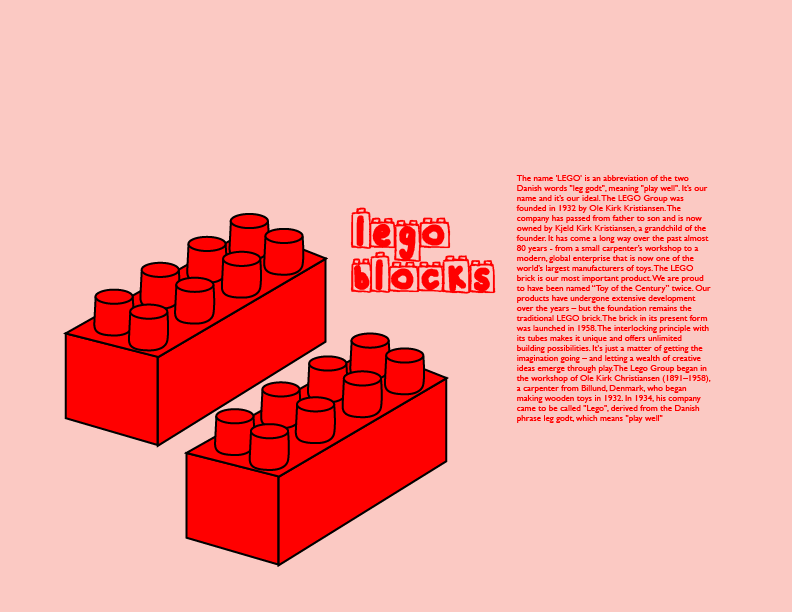 lego
blocks
The name 'LEGO' is an abbreviation of the two
Danish words "leg godt", meaning "play well". It's our
name and it's our ideal.The LEGO Group was
founded in 1932 by Ole Kirk Kristiansen.The
company has passed from father to son and is now
owned by Kjeld Kirk Kristiansen, a grandchild of the
founder. It has come a long way over the past almost
80 years - from a small carpenter's workshop to a
modern, global enterprise that is now one of the
world's largest manufacturers of toys.The LEGO
brick is our most important product.We are proud
to have been named "Toy of the Century" twice. Our
products have undergone extensive development
over the years – but the foundation remains the
traditional LEGO brick.The brick in its present form
was launched in 1958.The interlocking principle with
its tubes makes it unique and offers unlimited
building possibilities. It's just a matter of getting the
imagination going – and letting a wealth of creative
ideas emerge through play.The Lego Group began in
the workshop of Ole Kirk Christiansen (1891–1958),
a carpenter from Billund, Denmark, who began
making wooden toys in 1932. In 1934, his company
came to be called "Lego", derived from the Danish
phrase leg godt, which means "play well"